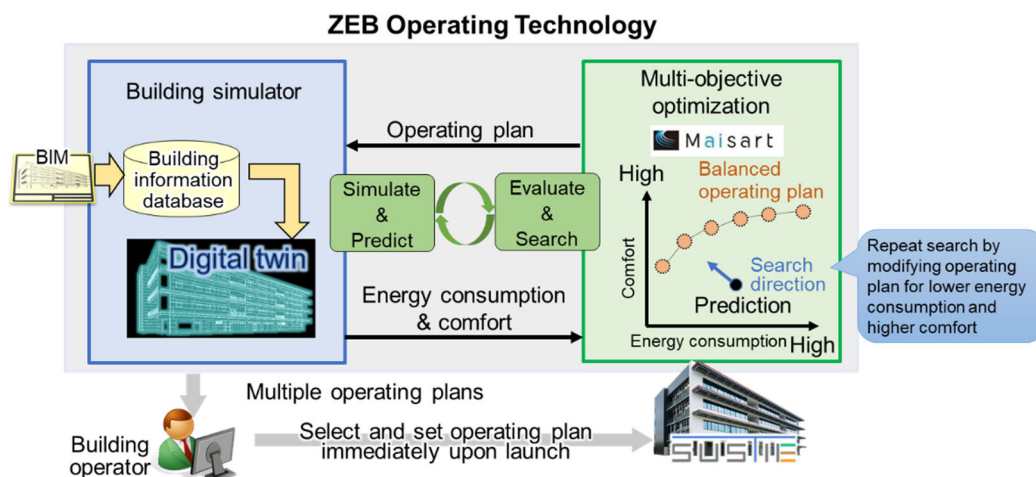 ZEB Operating Technology
Building simulator
BIM
Building
information
database
Digital twin
Operating plan
Simulate
&
Predict
Evaluate
&
Search
Energy consumption
& comfort
Multi-objective
optimization
Maisart
High
Balanced
operating plan
Comfort
Search
direction
Prediction
Energy consumption
High
Repeat search by
modifying operating
plan for lower energy
consumption and
higher comfort
Multiple operating plans
Building
operator
Select and set operating plan
immediately upon launch
SUSTIE